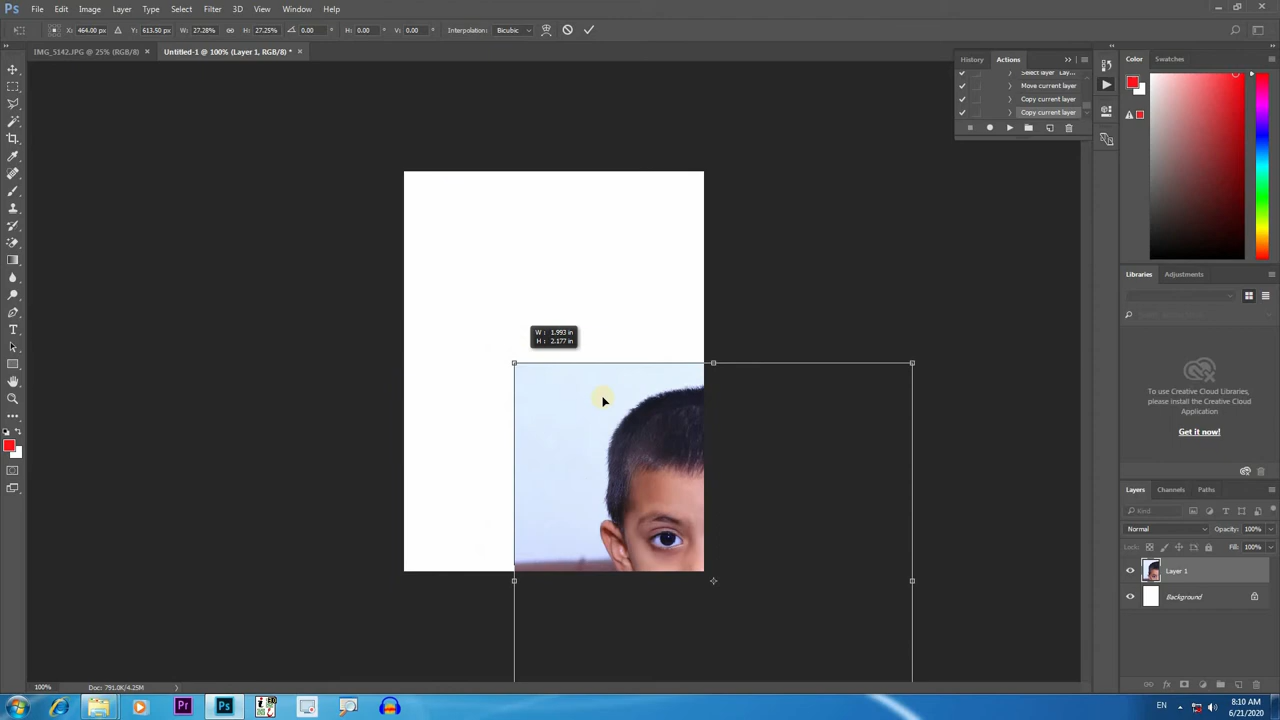 Ps File Edit Image Layer Type Select Filter 3D View Window Help
X: 464.00 px Y: 613.50 px W: 27.28% H: 27.25% 0.00 ° H: 0.00 ° V: 0.00 ° Interpolation: Bicubic
IMG_5142.JPG @ 25% (RGB/8) × Untitled-1 @ 100% (Layer 1, RGB/8) * ×
History Actions
Select layer "Lay...
Move current layer
Copy current layer
Copy current layer
Color Swatches
Libraries Adjustments
To use Creative Cloud Libraries,
please install the Creative Cloud
Application
Get it now!
W : 1.993 in
H : 2.177 in
Layers Channels Paths
Kind
Normal Opacity: 100%
Lock: Fill: 100%
Layer 1
Background
100% Doc: 791.0K/4.25M
Pr Ps EN 8:10 AM
6/21/2020